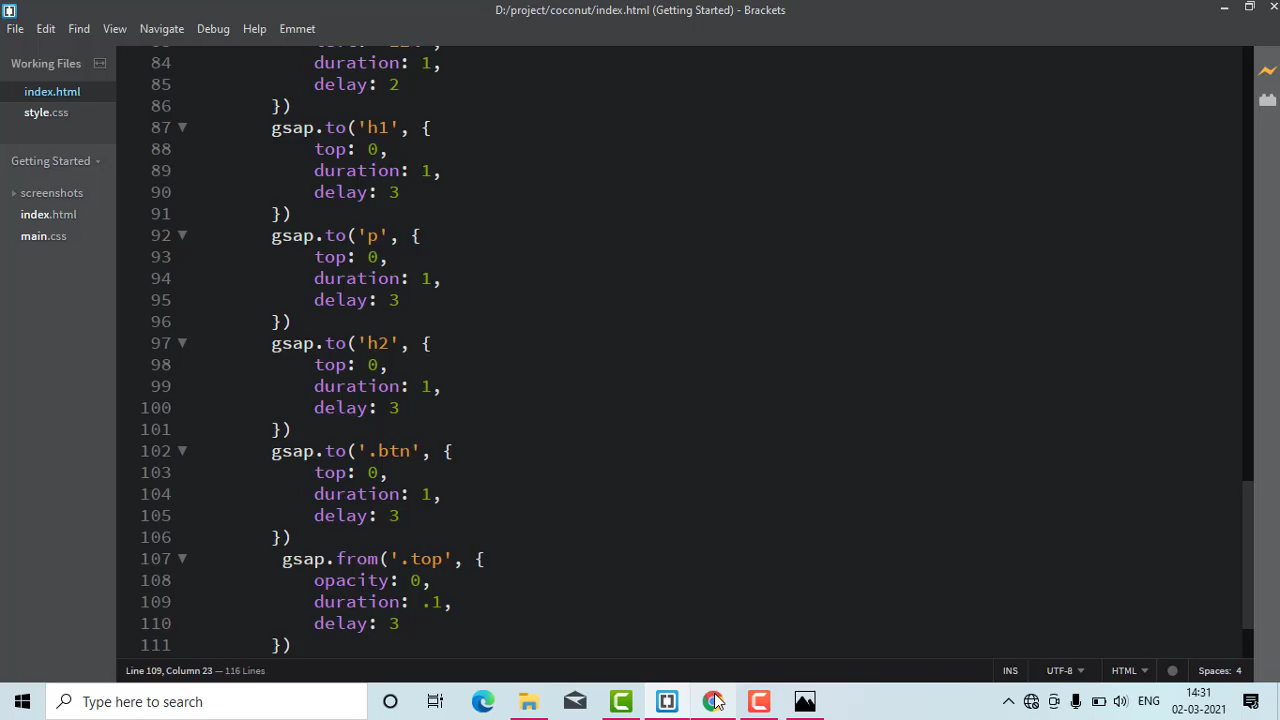 D:/project/coconut/index.html (Getting Started) - Brackets
File Edit Find View Navigate Debug Help Emmet
Working Files
index.html
style.css
Getting Started
screenshots
index.html
main.css
84 duration: 1,
85 delay: 2
86 })
87 gsap.to('h1', {
88 top: 0,
89 duration: 1,
90 delay: 3
91 })
92 gsap.to('p', {
93 top: 0,
94 duration: 1,
95 delay: 3
96 })
97 gsap.to('h2', {
98 top: 0,
99 duration: 1,
100 delay: 3
101 })
102 gsap.to('.btn', {
103 top: 0,
104 duration: 1,
105 delay: 3
106 })
107 gsap.from('.top', {
108 opacity: 0,
109 duration: .1,
110 delay: 3
111 })
Line 109, Column 23 — 116 Lines
INS UTF-8 HTML Spaces: 4
Type here to search
ENG
14:31
02-03-2021